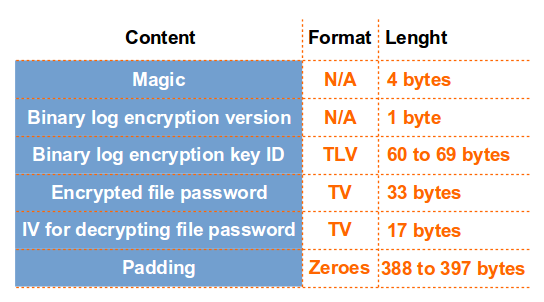 Content Format Lenght
Magic N/A 4 bytes
Binary log encryption version N/A 1 byte
Binary log encryption key ID TLV 60 to 69 bytes
Encrypted file password TV 33 bytes
IV for decrypting file password TV 17 bytes
Padding Zeroes 388 to 397 bytes